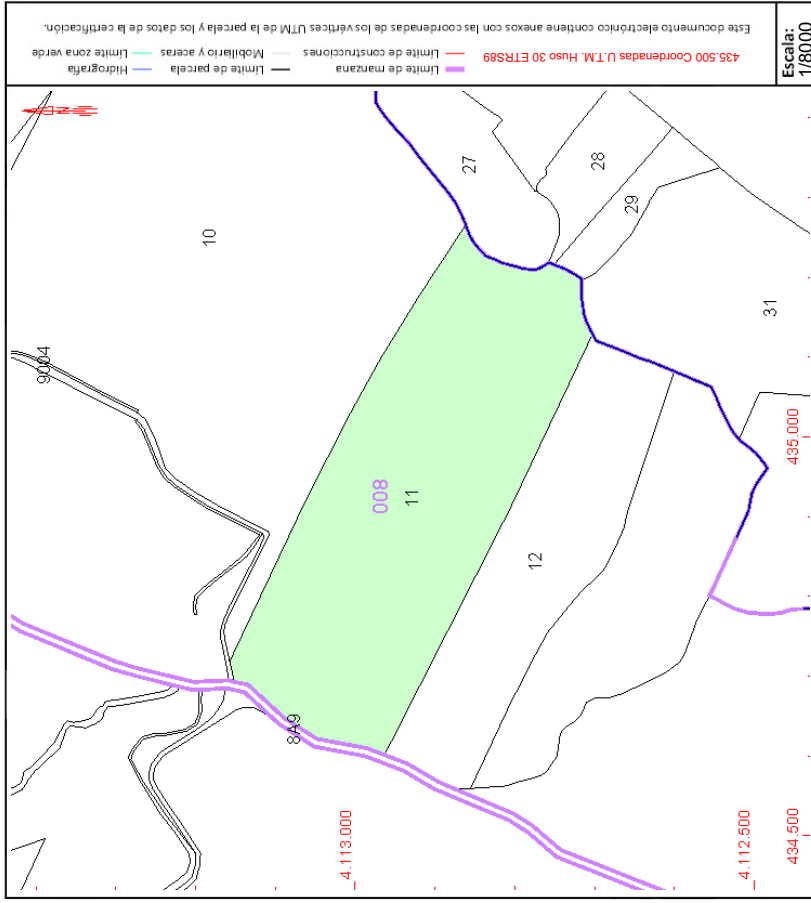 Este documento electrónico contiene anexos con las coordenadas de los vértices UTM de la parcela y los datos de la certificación.
435.500 Coordenadas U.T.M. Huso 30 ETRS89
Límite de manzana
Límite de construcciones
Límite de parcela
Mobiliario y aceras
Límite zona verde
Hidrografía
Escala:
1/8000
9004
10
27
28
29
31
008
11
12
8A9
4.113.000
4.112.500
435.000
434.500